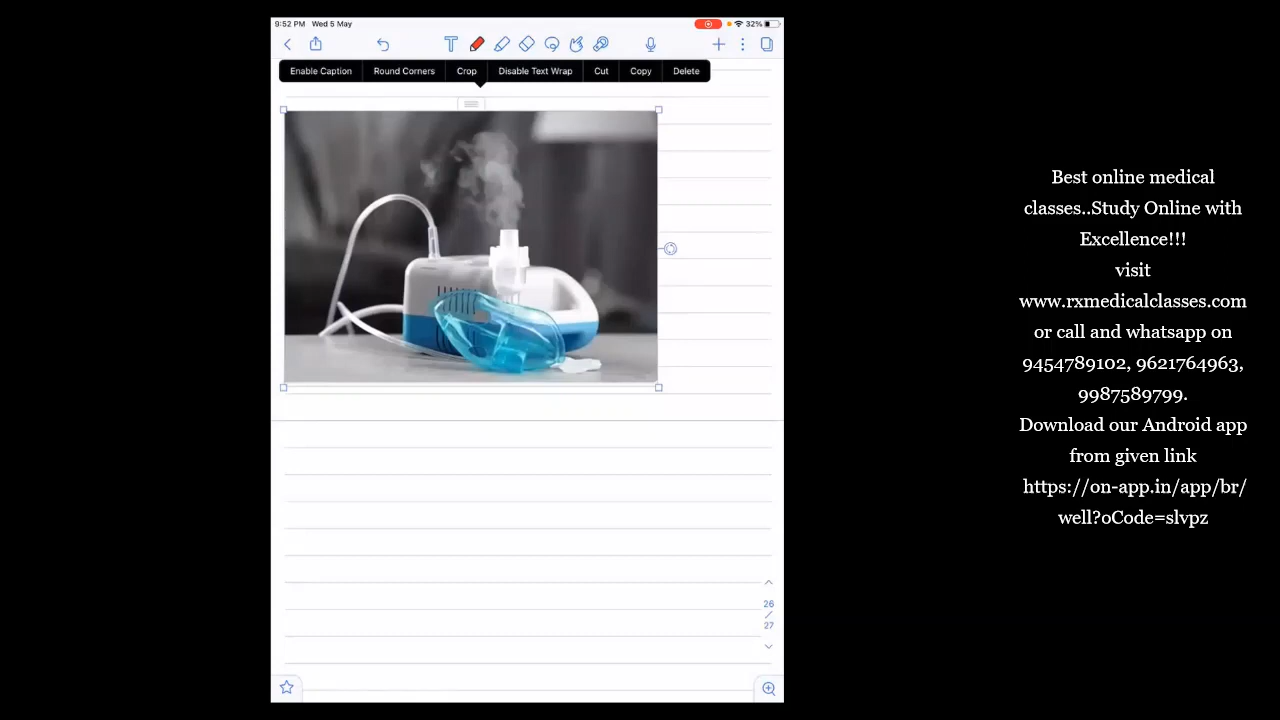 9:52 PM Wed 5 May
32%
T
Enable Caption Round Corners Crop Disable Text Wrap Cut Copy Delete
26
/
27
Best online medical
classes..Study Online with
Excellence!!!
visit
www.rxmedicalclasses.com
or call and whatsapp on
9454789102, 9621764963,
9987589799.
Download our Android app
from given link
https://on-app.in/app/br/
well?oCode=slvpz